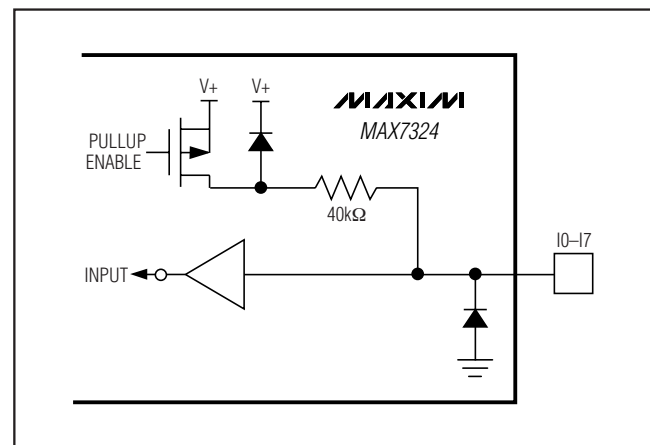 V+ V+
MAXIM
MAX7324
PULLUP
ENABLE
40kΩ
I0–I7
INPUT